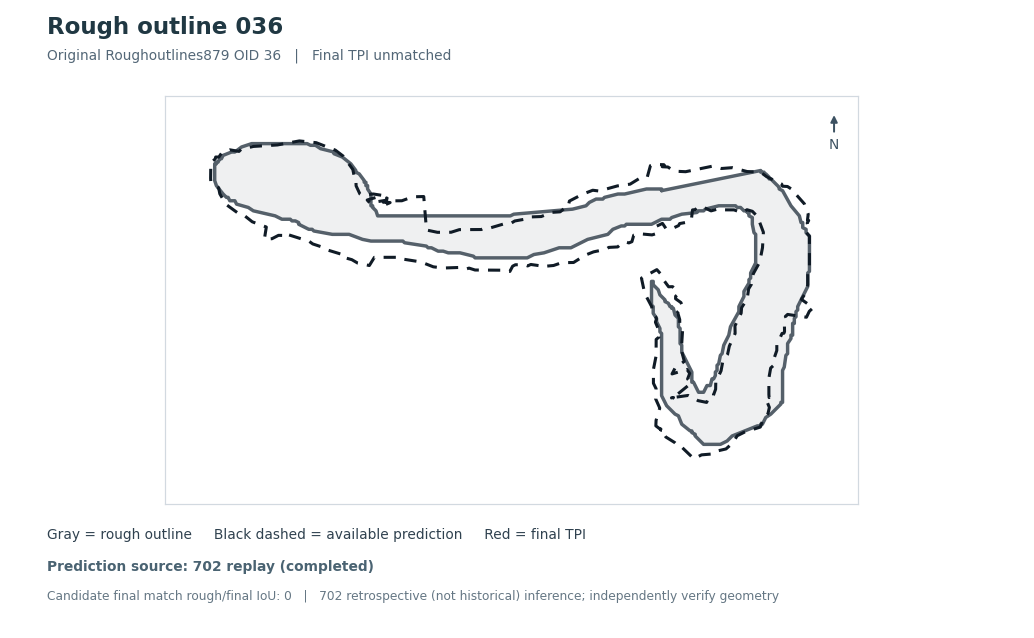 Rough outline 036
Original Roughoutlines879 OID 36   |   Final TPI unmatched
N
Gray = rough outline     Black dashed = available prediction     Red = final TPI
Prediction source: 702 replay (completed)
Candidate final match rough/final IoU: 0   |   702 retrospective (not historical) inference; independently verify geometry